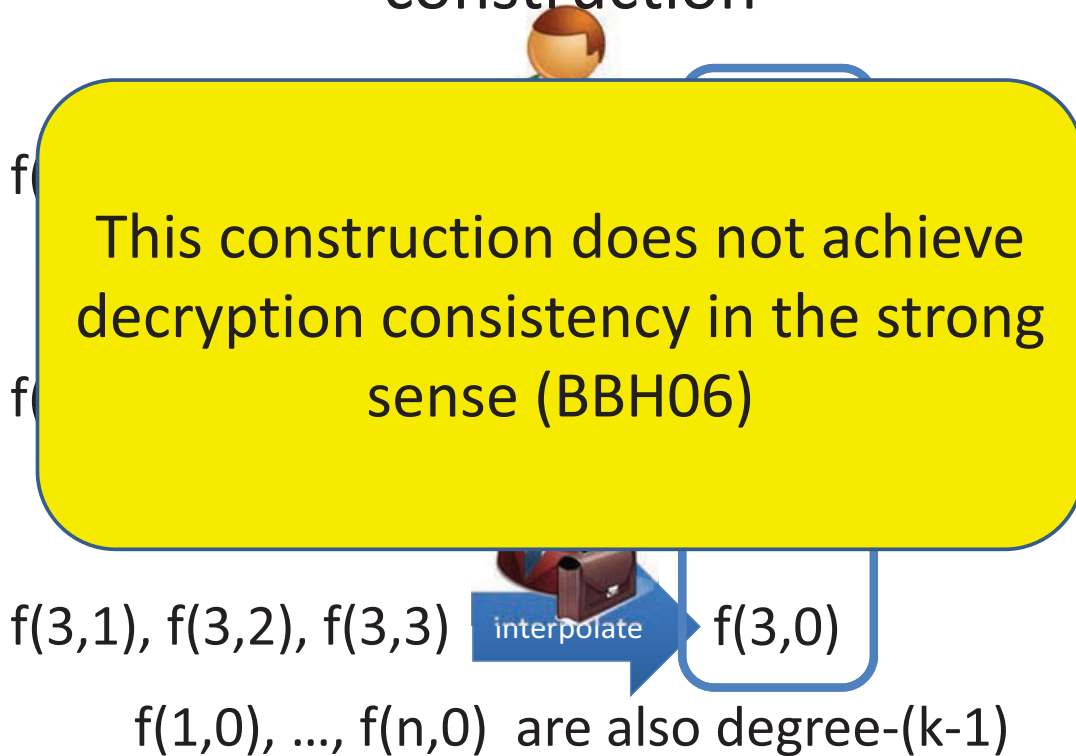 construction
f(
This construction does not achieve
decryption consistency in the strong
f(
sense (BBH06)
f(3,1), f(3,2), f(3,3) interpolate f(3,0)
f(1,0), …, f(n,0) are also degree-(k-1)